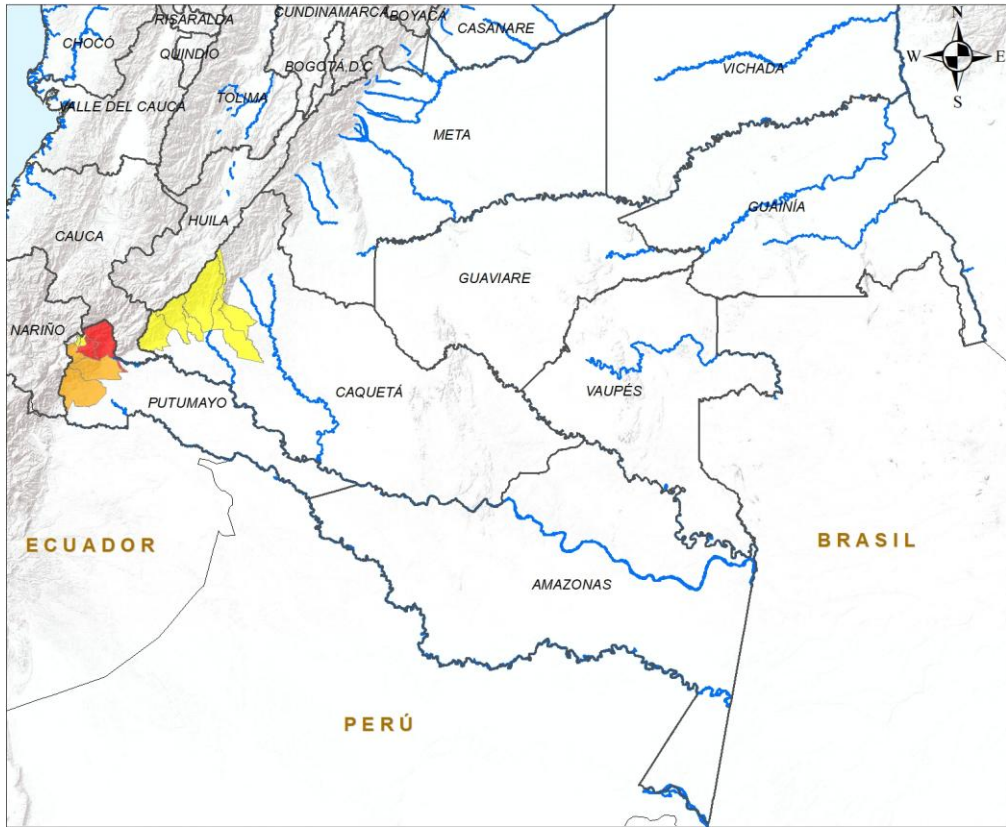 CUNDINAMARCA
BOYACÁ
RISARALDA
CASANARE
N
CHOCÓ
QUINDÍO
BOGOTÁ D.C
W
E
VICHADA
S
VALLE DEL CAUCA
TOLIMA
META
HUILA
GUAINÍA
CAUCA
GUAVIARE
NARIÑO
CAQUETÁ
VAUPÉS
PUTUMAYO
ECUADOR
BRASIL
AMAZONAS
PERÚ